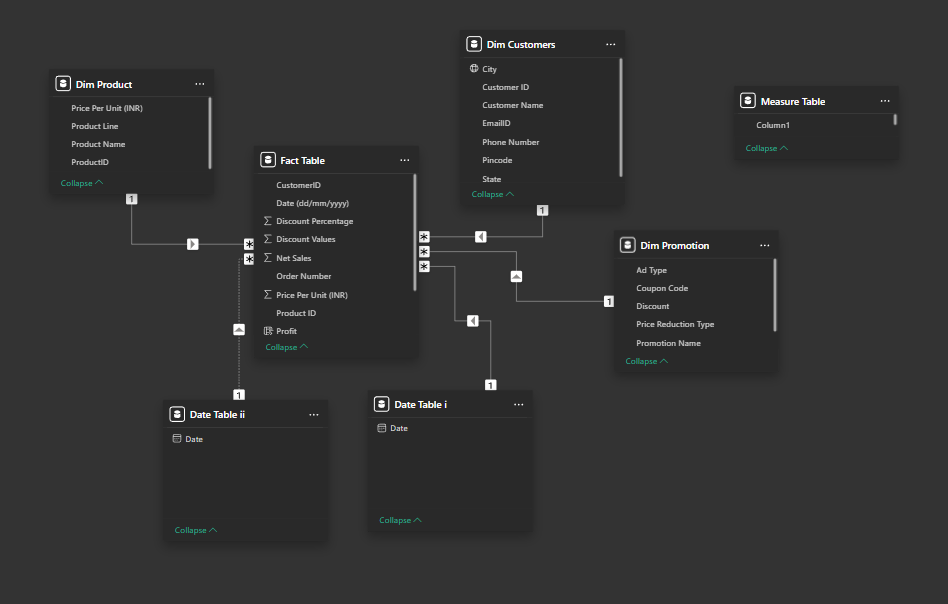 Dim Product
...
Price Per Unit (INR)
Product Line
Product Name
ProductID
Collapse
1
Fact Table
...
CustomerID
Date (dd/mm/yyyy)
Discount Percentage
Discount Values
Net Sales
Order Number
Price Per Unit (INR)
Product ID
Profit
Collapse
*
*
*
*
*
Dim Customers
...
City
Customer ID
Customer Name
EmailID
Phone Number
Pincode
State
Collapse
1
Measure Table
...
Column1
Collapse
Dim Promotion
...
Ad Type
Coupon Code
Discount
Price Reduction Type
Promotion Name
Collapse
1
1
Date Table ii
...
Date
Collapse
1
Date Table i
...
Date
Collapse